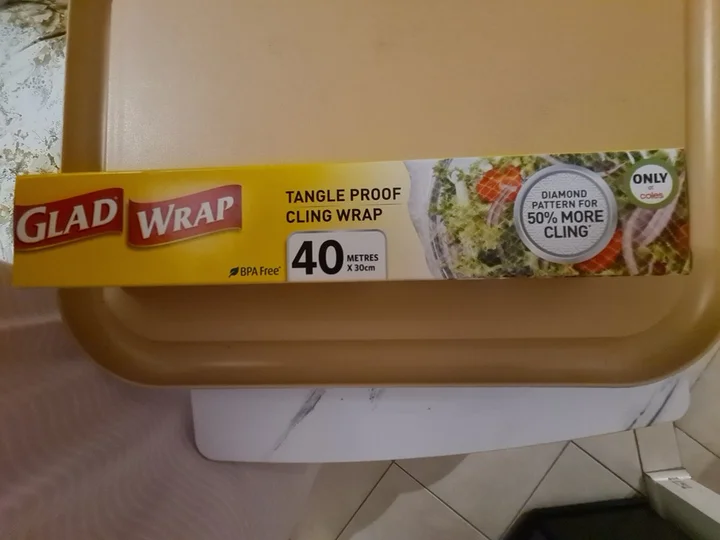 GLAD WRAP
TANGLE PROOF
CLING WRAP
40 METRES
X 30cm
BPA Free*
DIAMOND
PATTERN FOR
50% MORE
CLING*
ONLY
at
coles